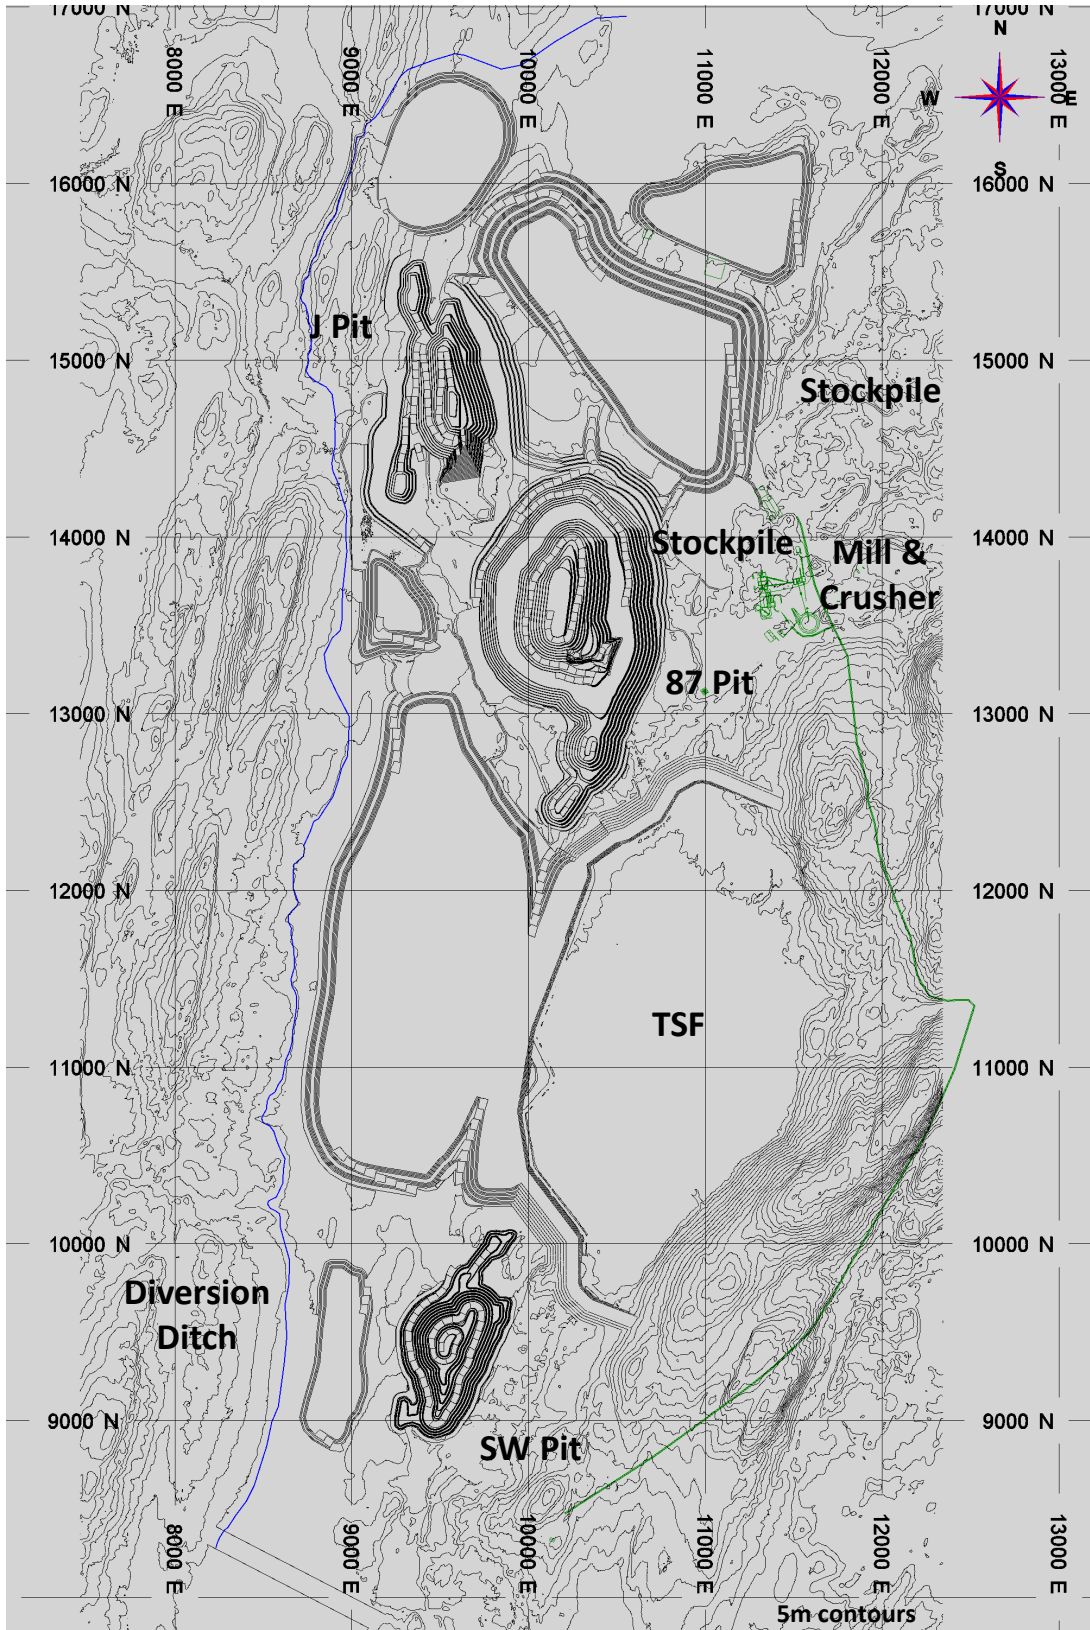 17000 N
17000 N
N
8000 E
9000 E
10000 E
11000 E
12000 E
13000 E
W
E
S
16000 N
16000 N
J Pit
15000 N
15000 N
Stockpile
14000 N
14000 N
Stockpile
Mill &
Crusher
87 Pit
13000 N
13000 N
12000 N
12000 N
TSF
11000 N
11000 N
10000 N
10000 N
Diversion
Ditch
9000 N
9000 N
SW Pit
8000 E
9000 E
10000 E
11000 E
12000 E
13000 E
5m contours